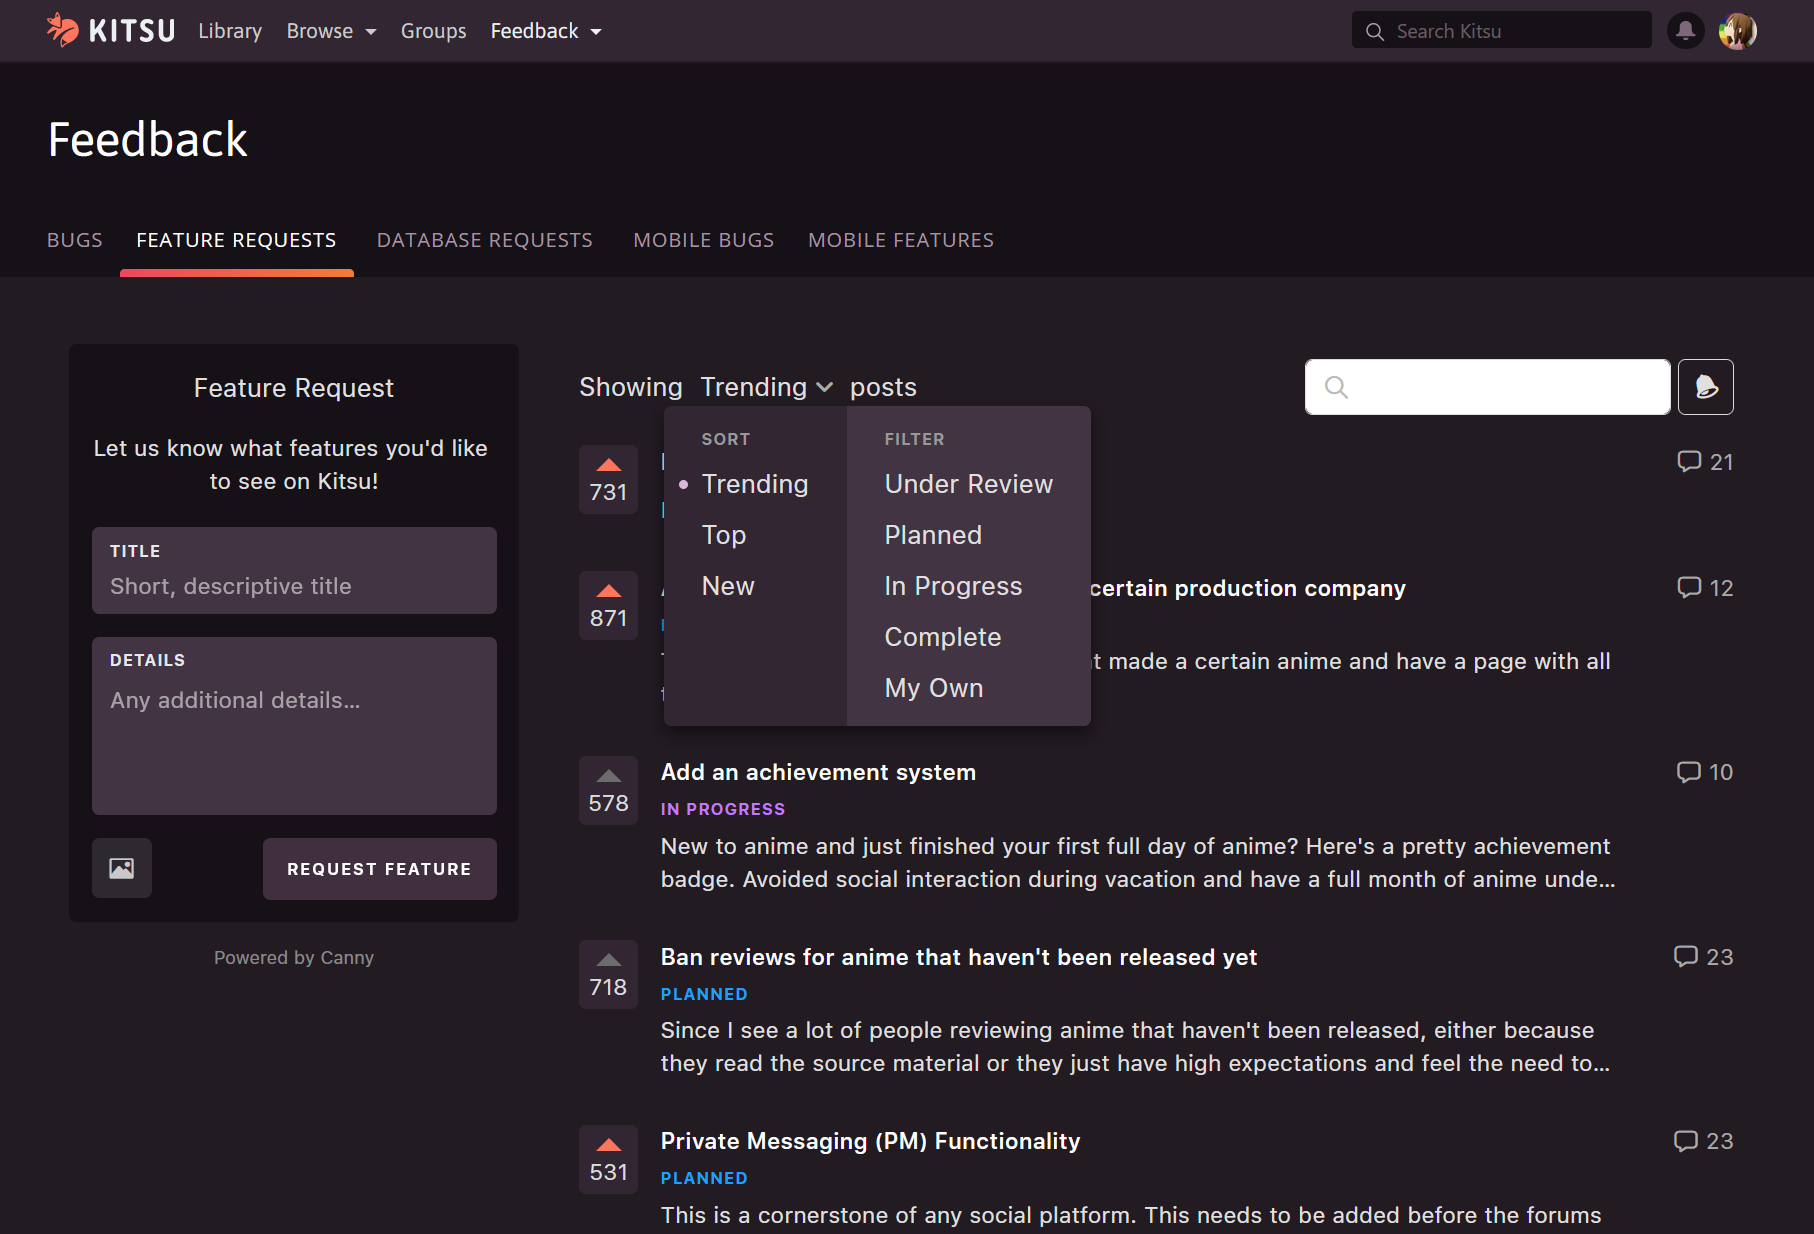 KITSU Library Browse Groups Feedback Search Kitsu
Feedback
BUGS FEATURE REQUESTS DATABASE REQUESTS MOBILE BUGS MOBILE FEATURES
Feature Request
Let us know what features you'd like
to see on Kitsu!
TITLE
Short, descriptive title
DETAILS
Any additional details...
REQUEST FEATURE
Powered by Canny
Showing Trending posts
SORT
Trending
Top
New
FILTER
Under Review
Planned
In Progress
Complete
My Own
731
21
871
certain production company
12
made a certain anime and have a page with all
578
Add an achievement system
10
IN PROGRESS
New to anime and just finished your first full day of anime? Here's a pretty achievement
badge. Avoided social interaction during vacation and have a full month of anime unde...
718
Ban reviews for anime that haven't been released yet
23
PLANNED
Since I see a lot of people reviewing anime that haven't been released, either because
they read the source material or they just have high expectations and feel the need to...
531
Private Messaging (PM) Functionality
23
PLANNED
This is a cornerstone of any social platform. This needs to be added before the forums